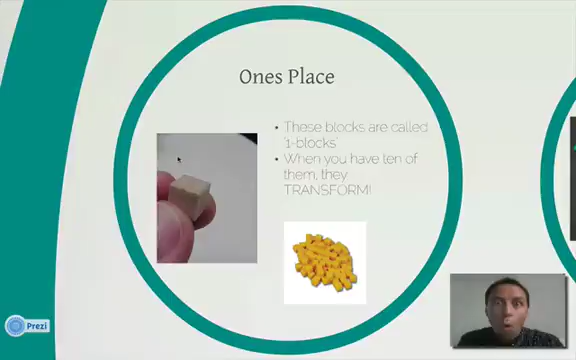 Ones Place
• These blocks are called
'1-blocks'
• When you have ten of
them, they
TRANSFORM!
Prezi